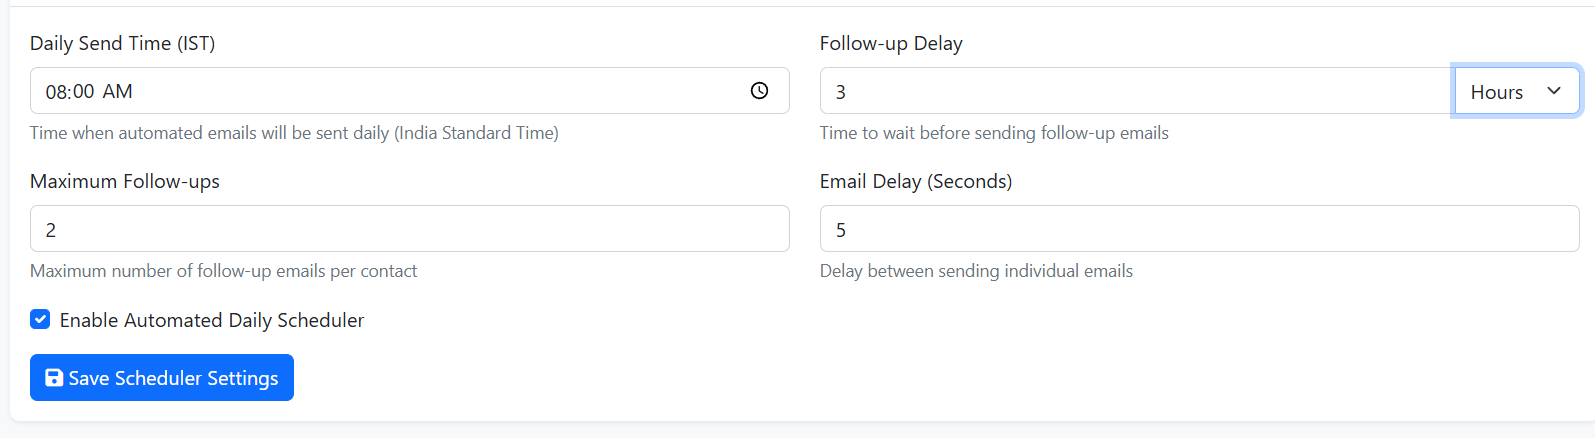 Daily Send Time (IST)
08:00 AM
Time when automated emails will be sent daily (India Standard Time)
Follow-up Delay
3
Hours
Time to wait before sending follow-up emails
Maximum Follow-ups
2
Maximum number of follow-up emails per contact
Email Delay (Seconds)
5
Delay between sending individual emails
Enable Automated Daily Scheduler
Save Scheduler Settings